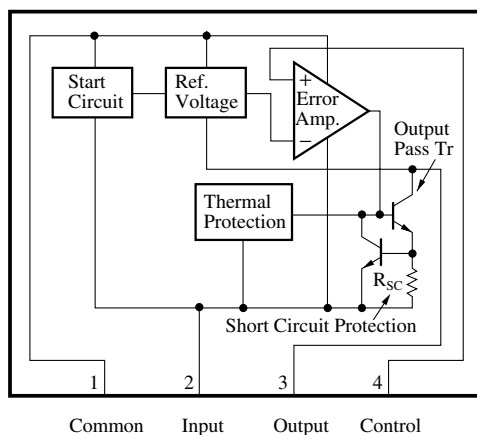 Start
Circuit
Ref.
Voltage
+
Error
Amp.
−
Output
Pass Tr
Thermal
Protection
RSC
Short Circuit Protection
1 2 3 4
Common Input Output Control